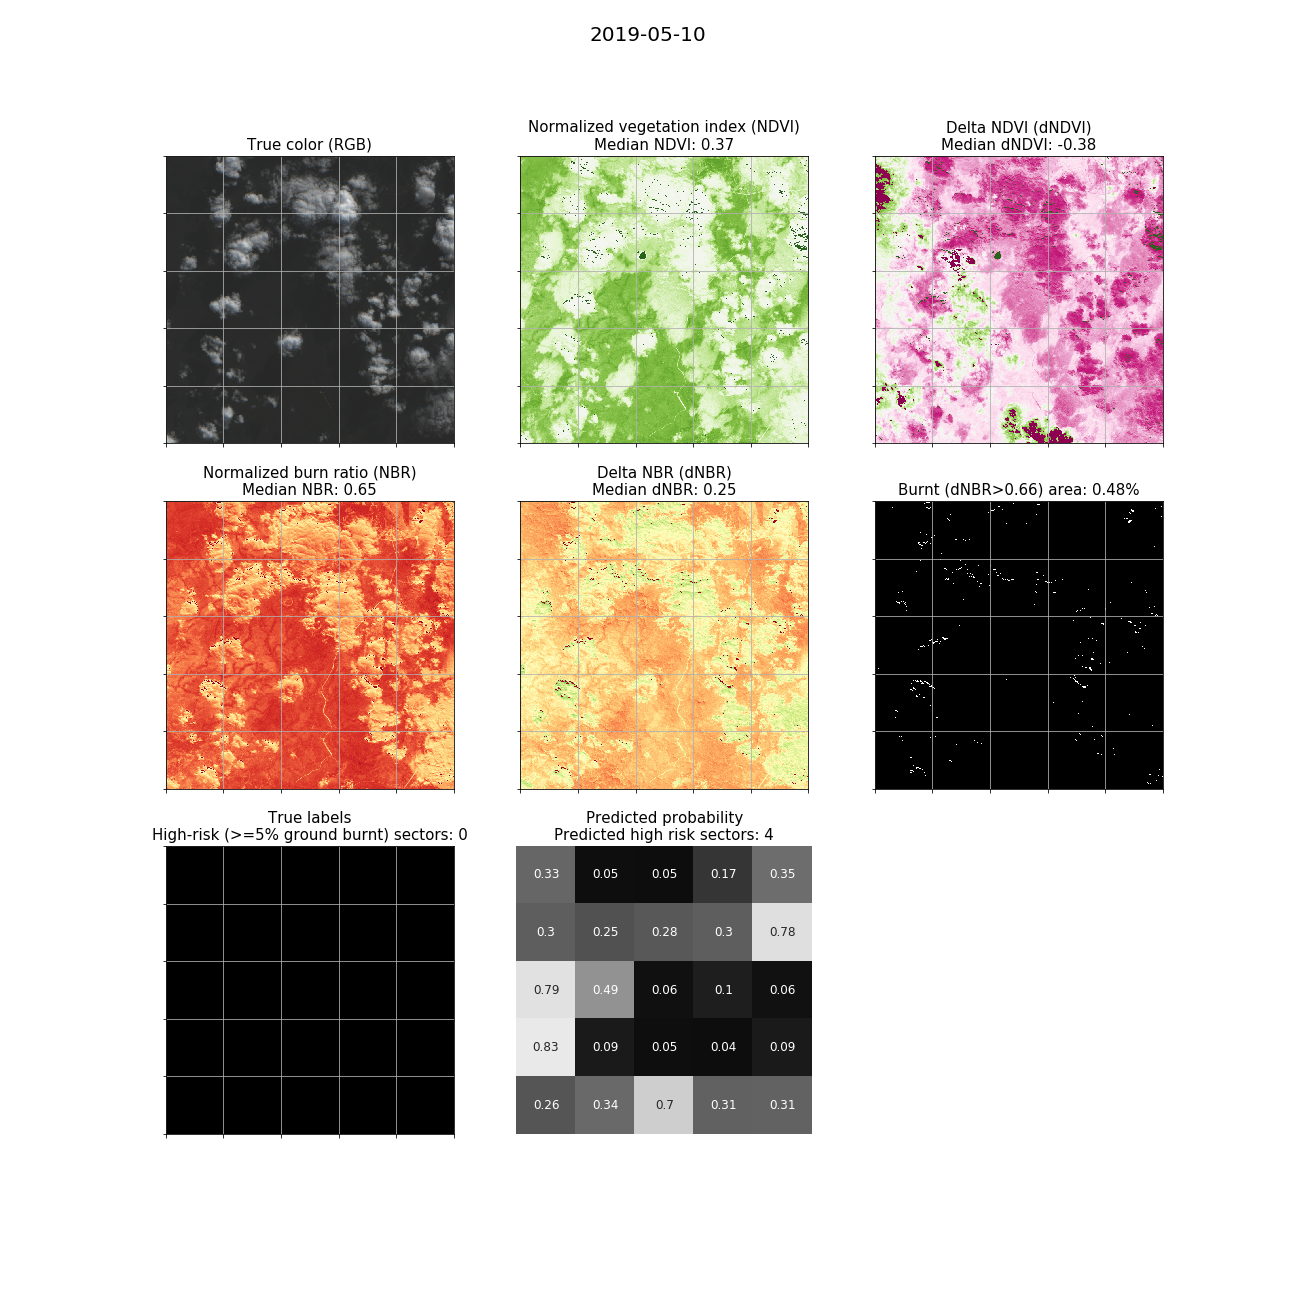 2019-05-10
True color (RGB)
Normalized vegetation index (NDVI)
Median NDVI: 0.37
Delta NDVI (dNDVI)
Median dNDVI: -0.38
Normalized burn ratio (NBR)
Median NBR: 0.65
Delta NBR (dNBR)
Median dNBR: 0.25
Burnt (dNBR>0.66) area: 0.48%
True labels
High-risk (>=5% ground burnt) sectors: 0
Predicted probability
Predicted high risk sectors: 4
0.33 0.05 0.05 0.17 0.35
0.3 0.25 0.28 0.3 0.78
0.79 0.49 0.06 0.1 0.06
0.83 0.09 0.05 0.04 0.09
0.26 0.34 0.7 0.31 0.31